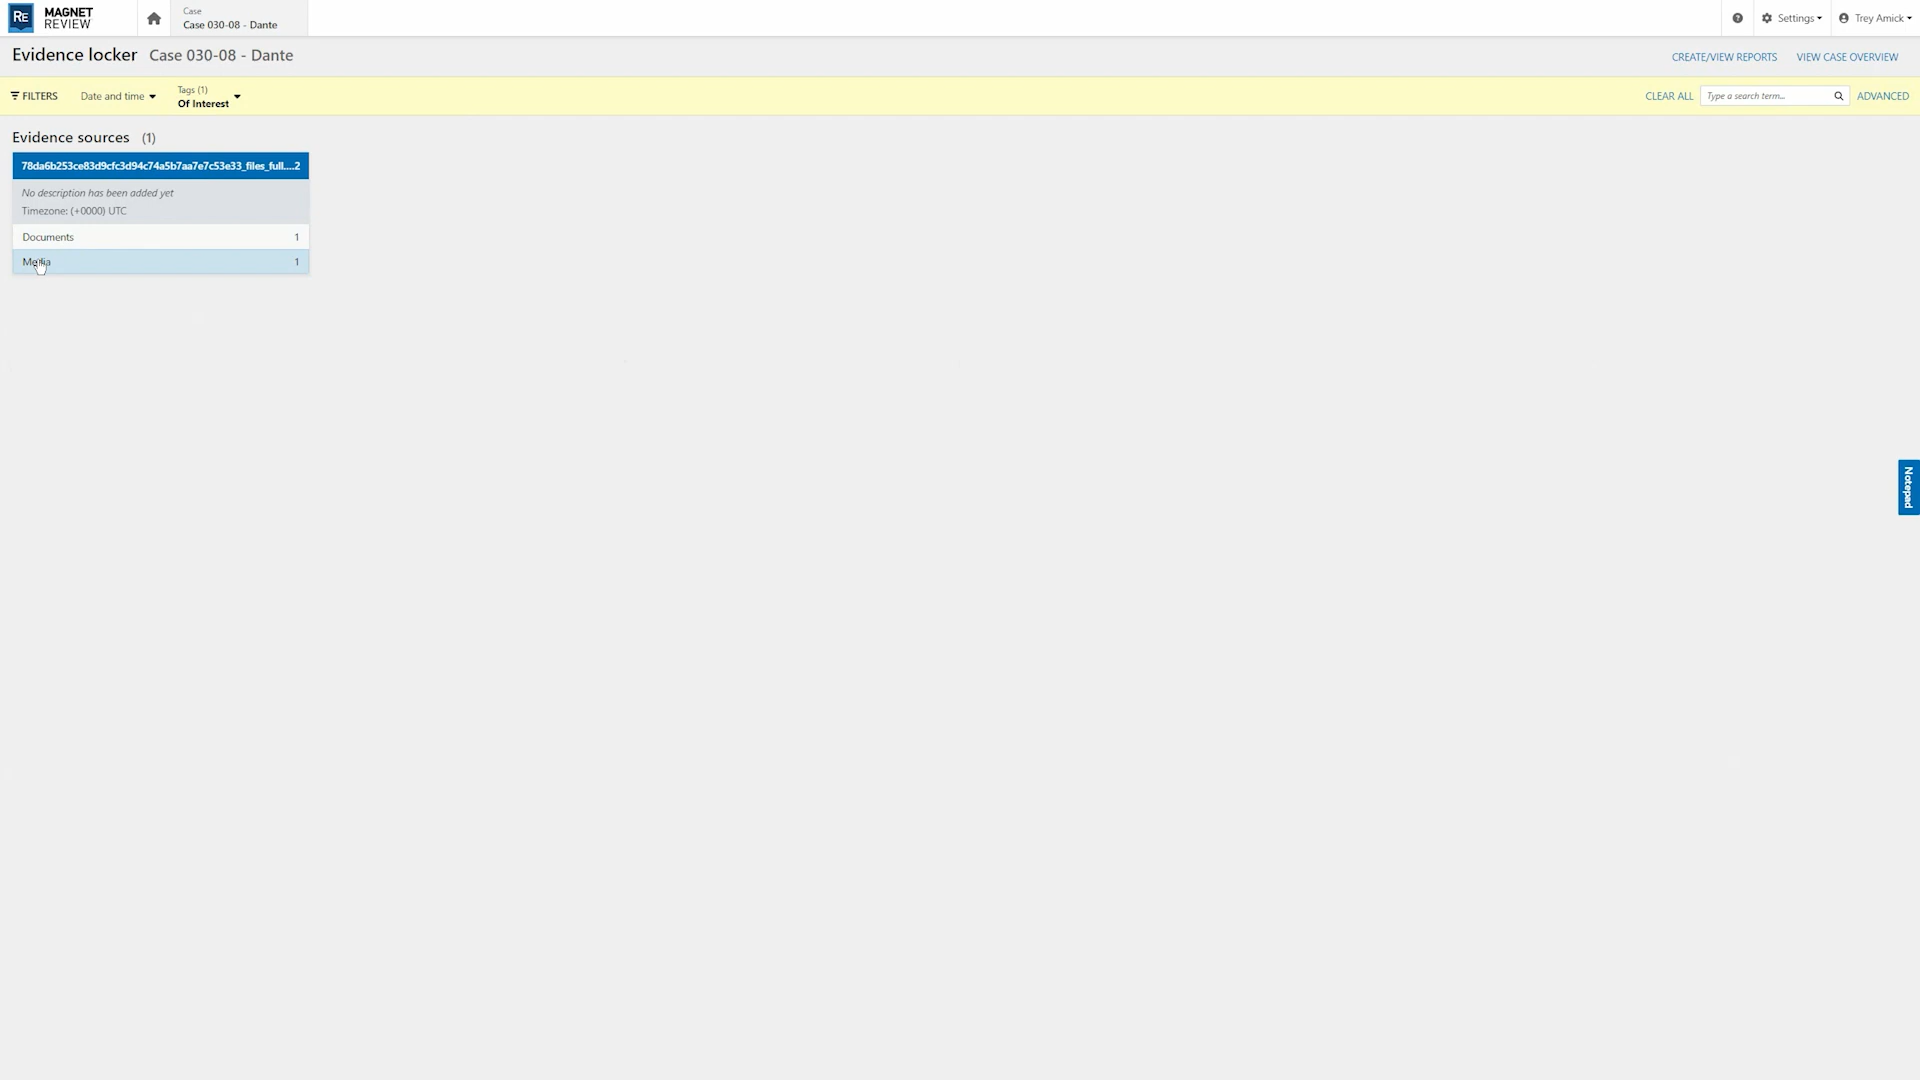 RE MAGNET REVIEW
Case
Case 030-08 - Dante
Settings
Trey Amick
Evidence locker Case 030-08 - Dante
CREATE/VIEW REPORTS VIEW CASE OVERVIEW
FILTERS Date and time Tags (1) Of Interest
CLEAR ALL Type a search term... ADVANCED
Evidence sources (1)
78da6b253ce83d9cfc3d94c74a5b7aa7e7c53e33_files_full....2
No description has been added yet
Timezone: (+0000) UTC
Documents 1
Media 1
Notepad